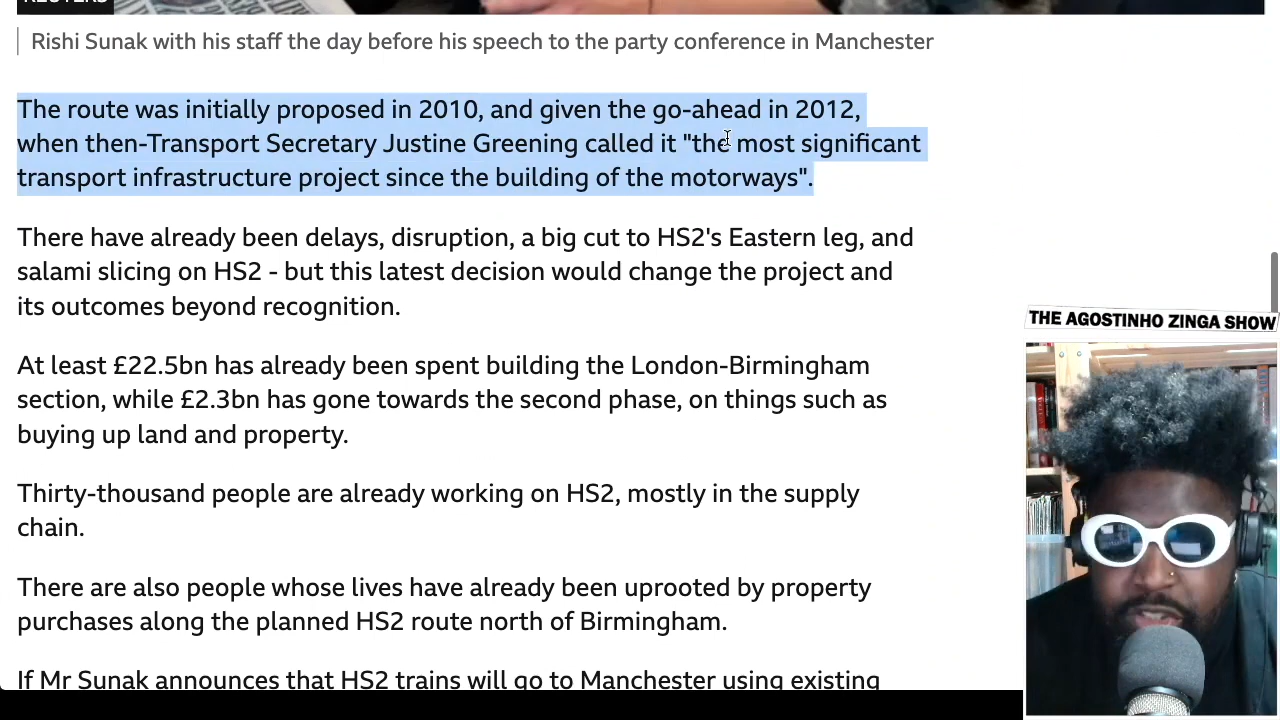 REUTERS
Rishi Sunak with his staff the day before his speech to the party conference in Manchester
The route was initially proposed in 2010, and given the go-ahead in 2012,
when then-Transport Secretary Justine Greening called it "the most significant
transport infrastructure project since the building of the motorways".
There have already been delays, disruption, a big cut to HS2's Eastern leg, and
salami slicing on HS2 - but this latest decision would change the project and
its outcomes beyond recognition.
At least £22.5bn has already been spent building the London-Birmingham
section, while £2.3bn has gone towards the second phase, on things such as
buying up land and property.
Thirty-thousand people are already working on HS2, mostly in the supply
chain.
There are also people whose lives have already been uprooted by property
purchases along the planned HS2 route north of Birmingham.
If Mr Sunak announces that HS2 trains will go to Manchester using existing
THE AGOSTINHO ZINGA SHOW